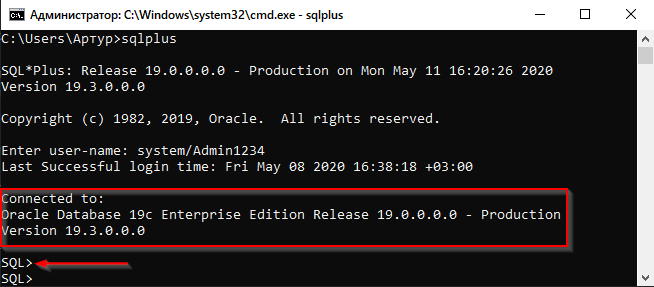 Администратор: C:\Windows\system32\cmd.exe - sqlplus
C:\Users\Артур>sqlplus
SQL*Plus: Release 19.0.0.0.0 - Production on Mon May 11 16:20:26 2020
Version 19.3.0.0.0
Copyright (c) 1982, 2019, Oracle.  All rights reserved.
Enter user-name: system/Admin1234
Last Successful login time: Fri May 08 2020 16:38:18 +03:00
Connected to:
Oracle Database 19c Enterprise Edition Release 19.0.0.0.0 - Production
Version 19.3.0.0.0
SQL>
SQL>